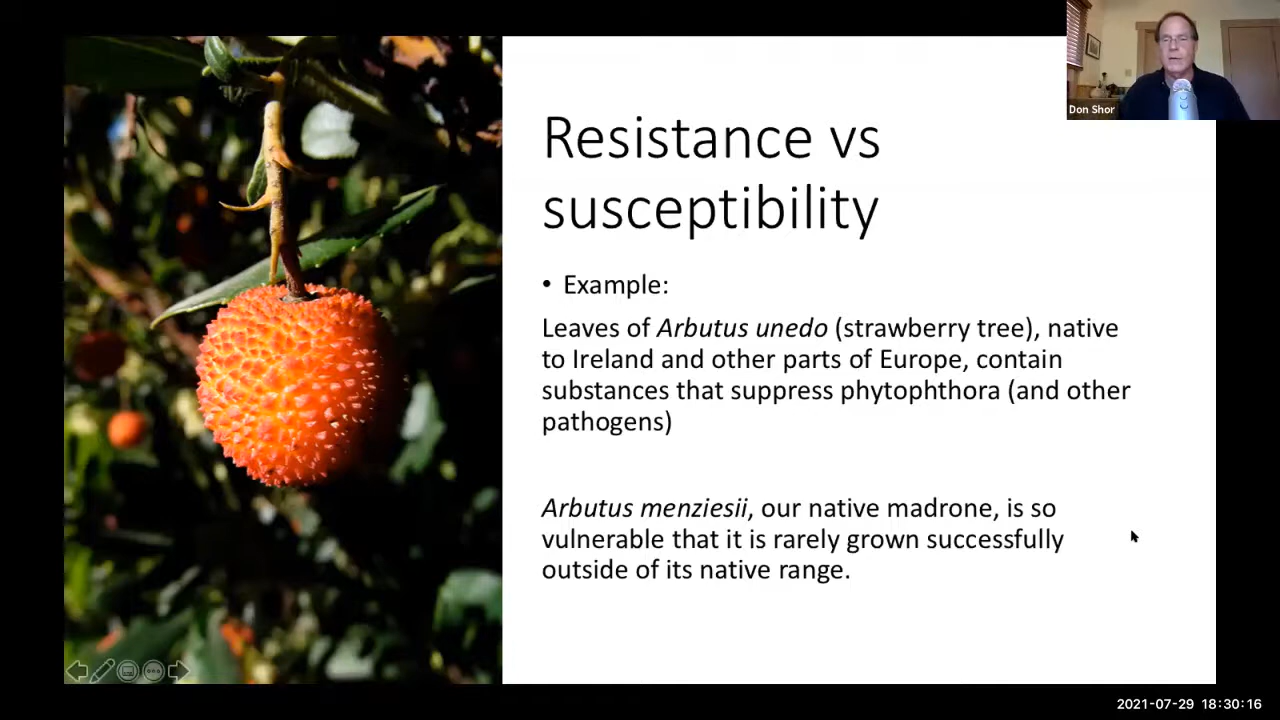 Don Shor
Resistance vs
susceptibility
• Example:
Leaves of Arbutus unedo (strawberry tree), native
to Ireland and other parts of Europe, contain
substances that suppress phytophthora (and other
pathogens)
Arbutus menziesii, our native madrone, is so
vulnerable that it is rarely grown successfully
outside of its native range.
2021-07-29 18:30:16